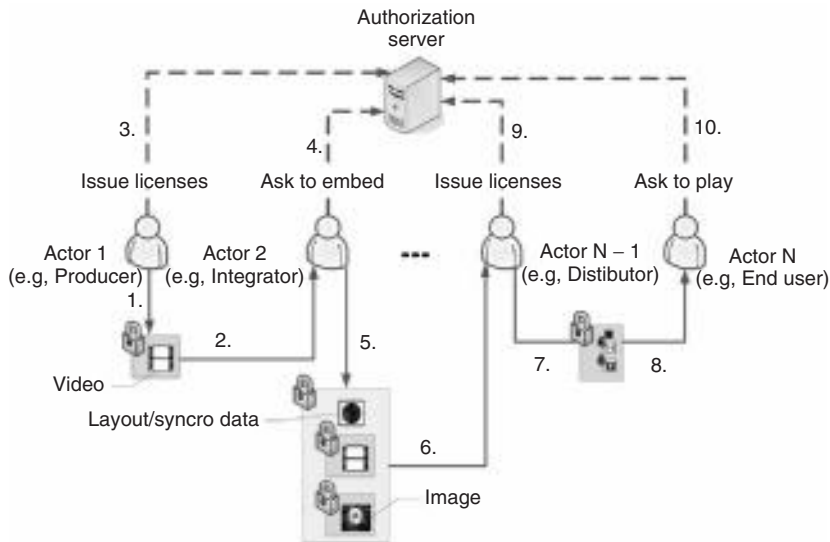 Authorization
server
3.
4.
9.
10.
Issue licenses
Ask to embed
Issue licenses
Ask to play
Actor 1
(e.g, Producer)
Actor 2
(e.g, Integrator)
Actor N – 1
(e.g, Distibutor)
Actor N
(e.g, End user)
1.
2.
5.
7.
8.
Video
Layout/syncro data
6.
Image